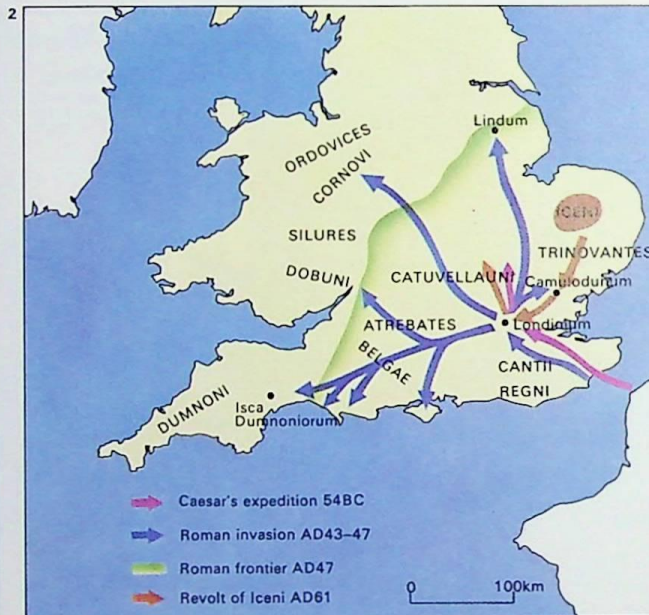 2
Lindum
ORDOVICES
CORNOVI
ICENI
SILURES
TRINOVANTES
DOBUNI
CATUVELLAUNI
Camulodunum
ATREBATES
Londinium
BELGAE
CANTII
REGNI
DUMNONI
Isca
Dumnoniorum
Caesar's expedition 54BC
Roman invasion AD43–47
Roman frontier AD47
Revolt of Iceni AD61
0 100km